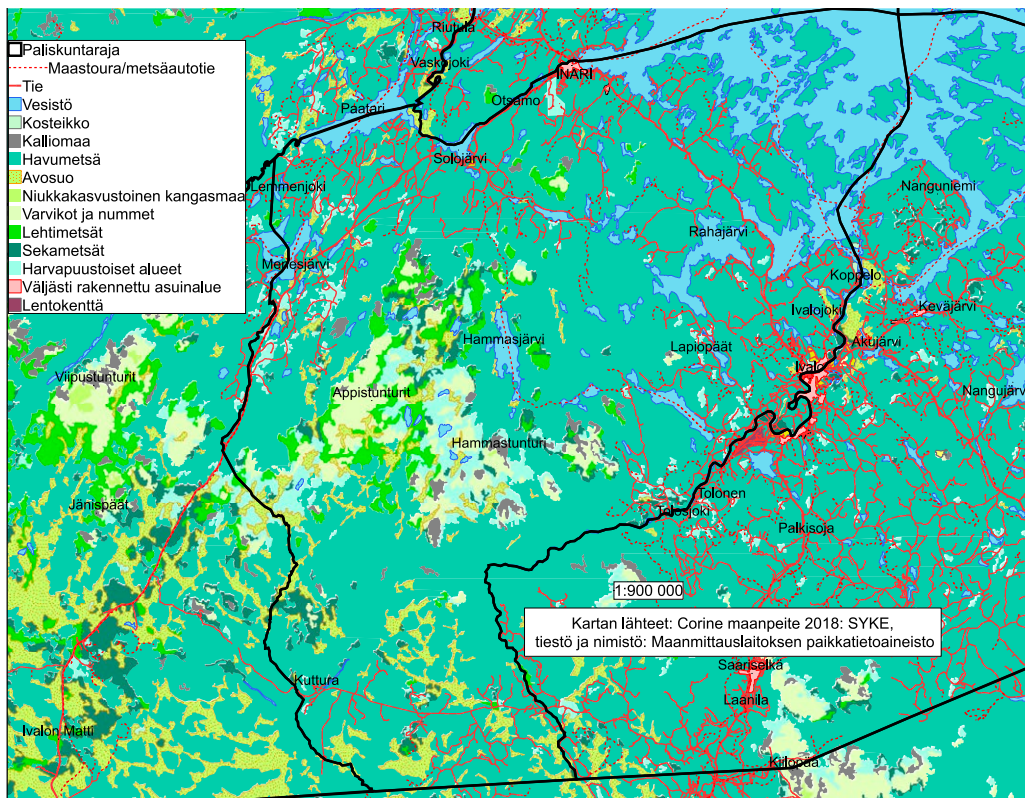 Paliskuntaraja
Maastoura/metsäautotie
Tie
Vesistö
Kosteikko
Kalliomaa
Havumetsä
Avosuo
Niukkakasvustoinen kangasmaa
Varvikot ja nummet
Lehtimetsät
Sekametsät
Harvapuustoiset alueet
Väljästi rakennettu asuinalue
Lentokenttä
Riutula
Vaskojoki
INARI
Otsamo
Paatari
Solojärvi
Lemmenjoki
Nanguniemi
Rahajärvi
Menesjärvi
Koppelo
Ivalojoki
Kevajärvi
Hammasjärvi
Lapiopäät
Akujärvi
Ivalo
Viipustunturit
Appistunturit
Nangujärvi
Hammastunturi
Tolonen
Jänispäät
Tolosjoki
Palkisoja
1:900 000
Kartan lähteet: Corine maanpeite 2018: SYKE,
tiestö ja nimistö: Maanmittauslaitoksen paikkatietoaineisto
Saariselkä
Kuttura
Laanila
Ivalon Matti
Kiilopää